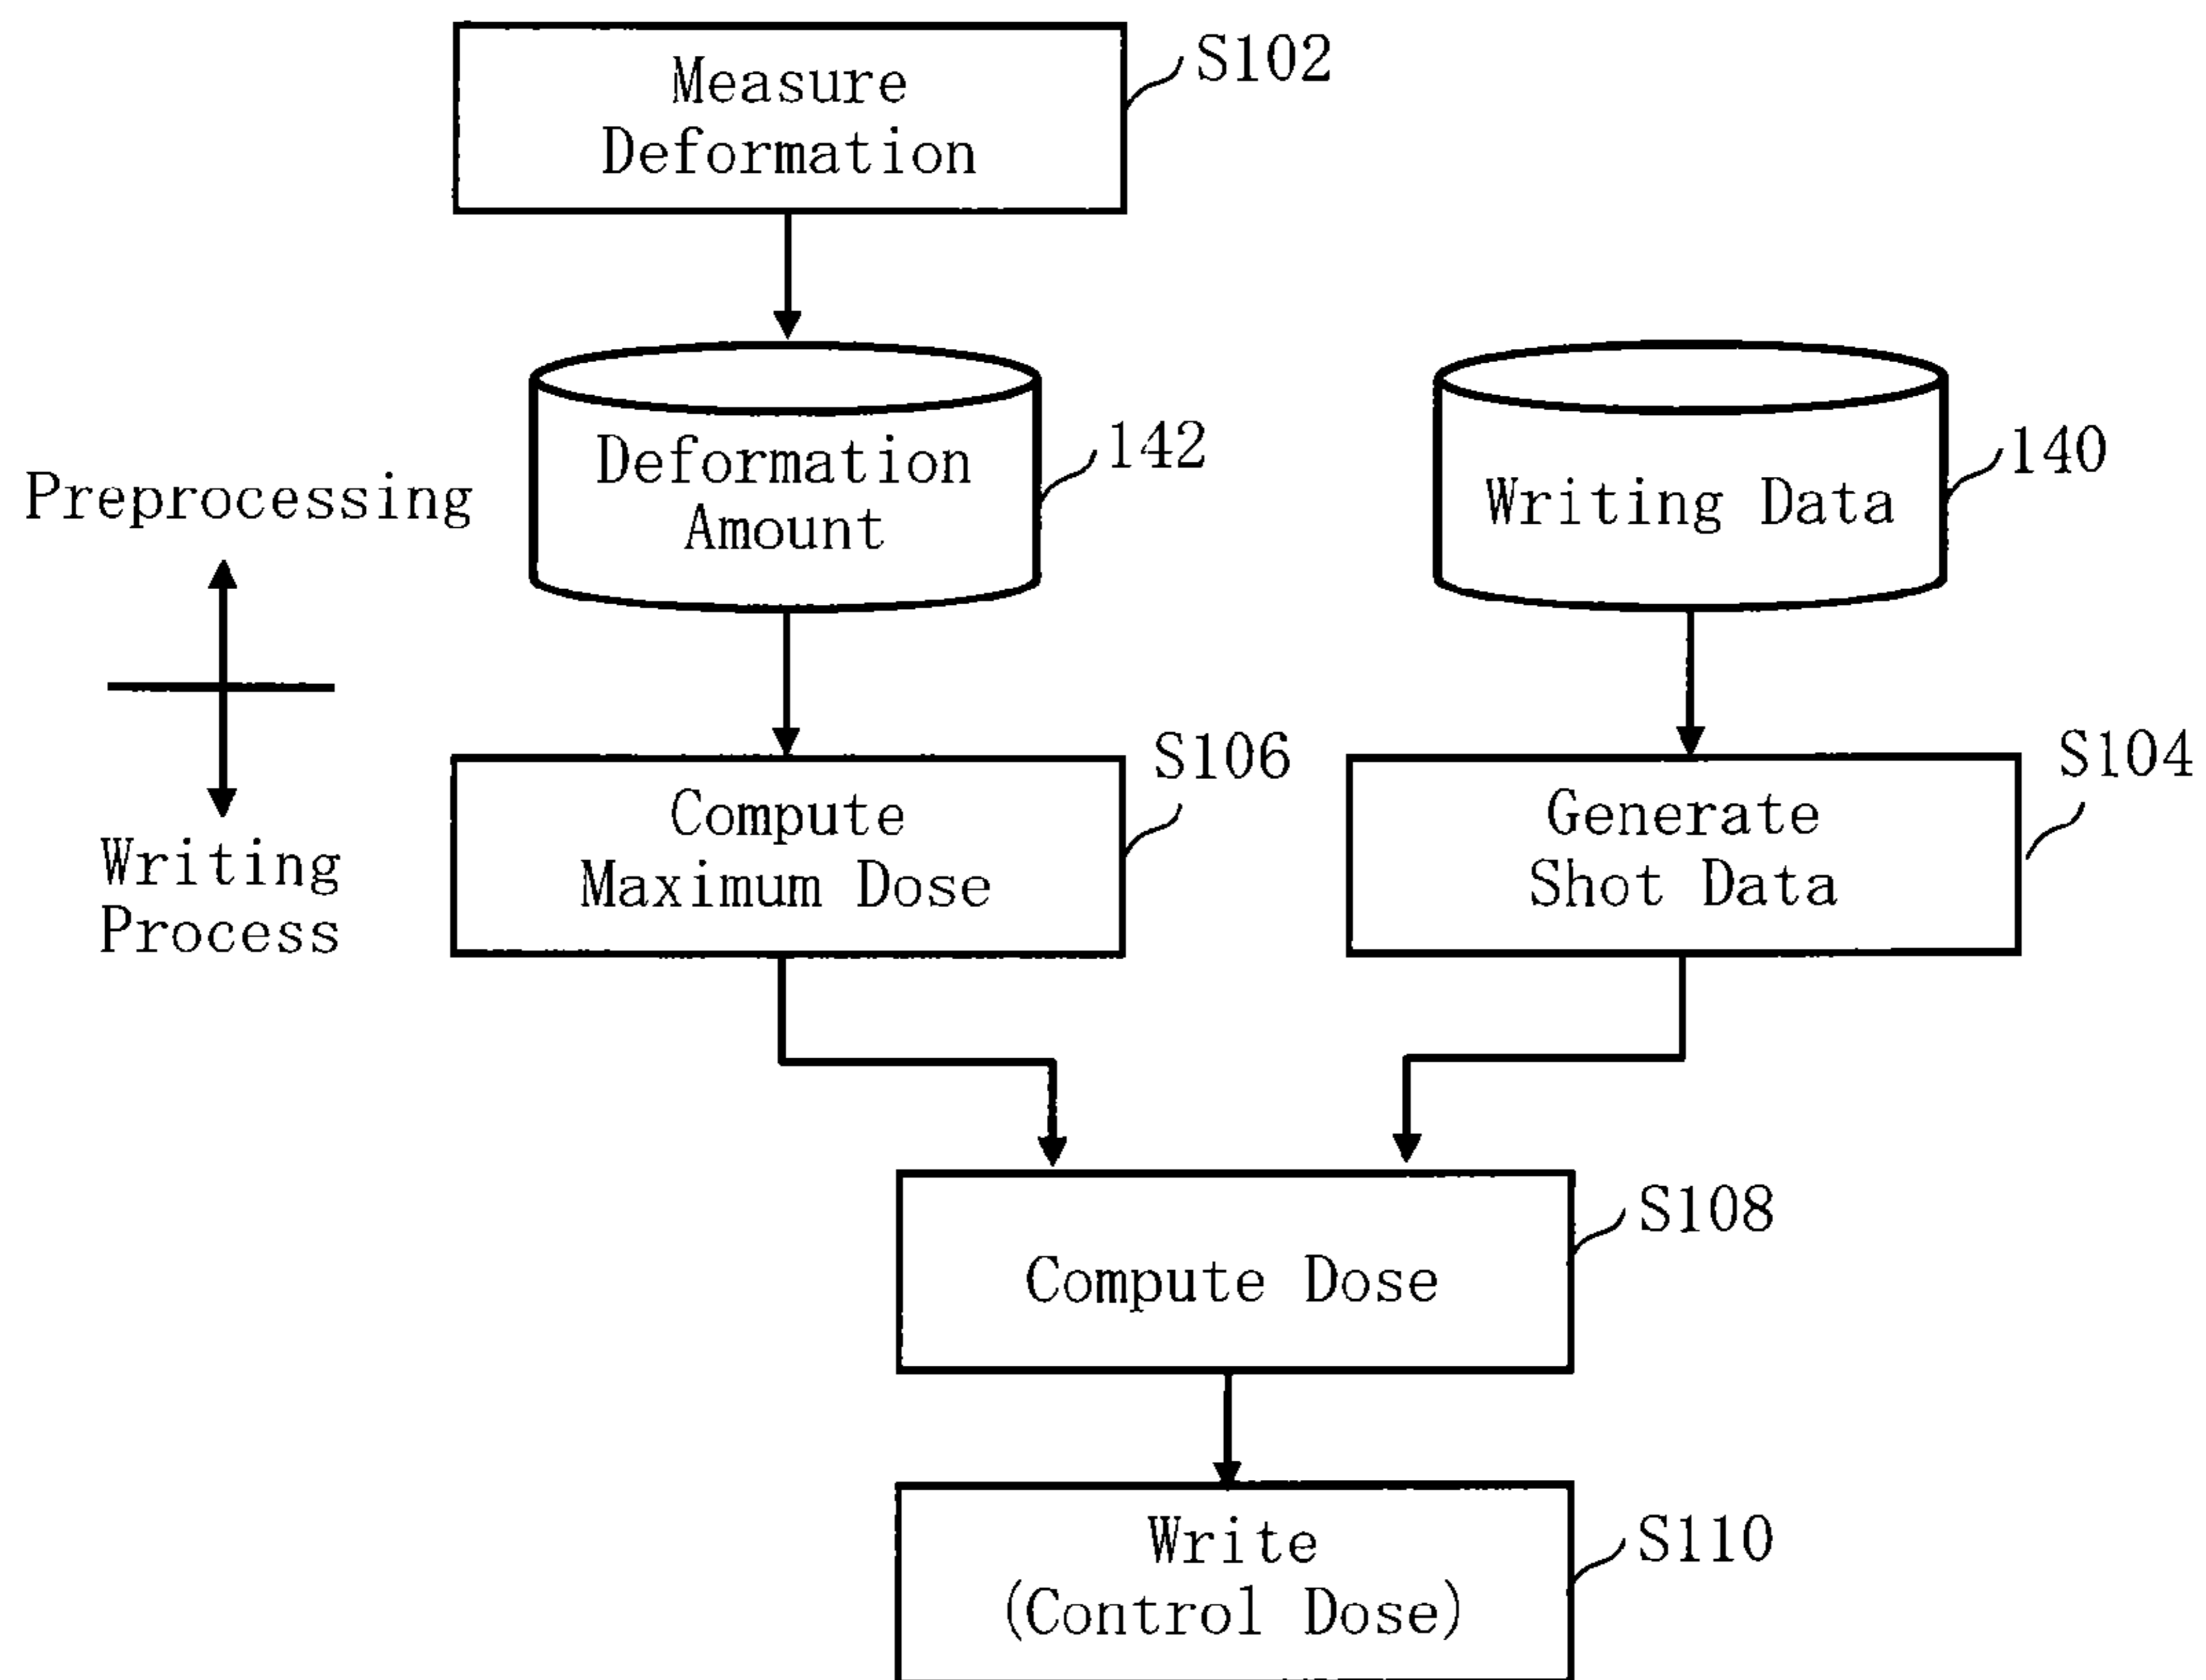 Measure
Deformation
S102
Deformation
Amount
142
Writing Data
140
Preprocessing
Writing
Process
Compute
Maximum Dose
S106
Generate
Shot Data
S104
Compute Dose
S108
Write
(Control Dose)
S110